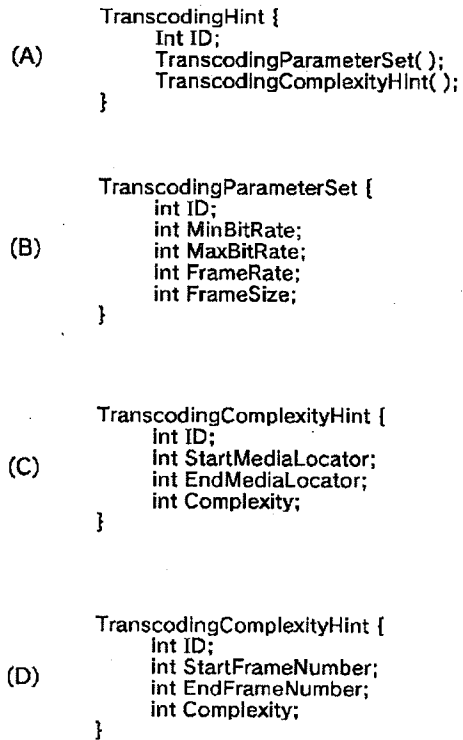 TranscodingHint {
(A) Int ID;
TranscodingParameterSet( );
TranscodingComplexityHint( );
}
TranscodingParameterSet {
int ID;
(B) int MinBitRate;
int MaxBitRate;
int FrameRate;
int FrameSize;
}
TranscodingComplexityHint {
int ID;
(C) int StartMediaLocator;
int EndMediaLocator;
int Complexity;
}
TranscodingComplexityHint {
int ID;
(D) int StartFrameNumber;
int EndFrameNumber;
int Complexity;
}